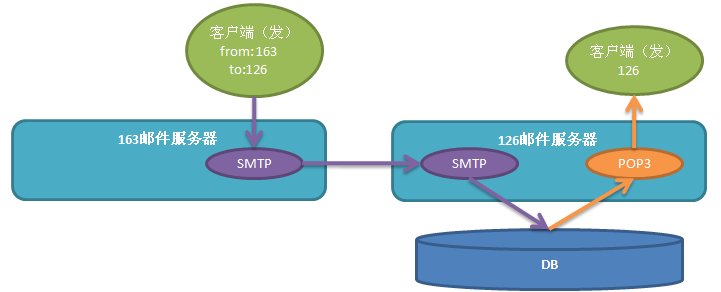 客户端（发）
from:163
to:126
客户端（发）
126
163邮件服务器
SMTP
126邮件服务器
SMTP
POP3
DB